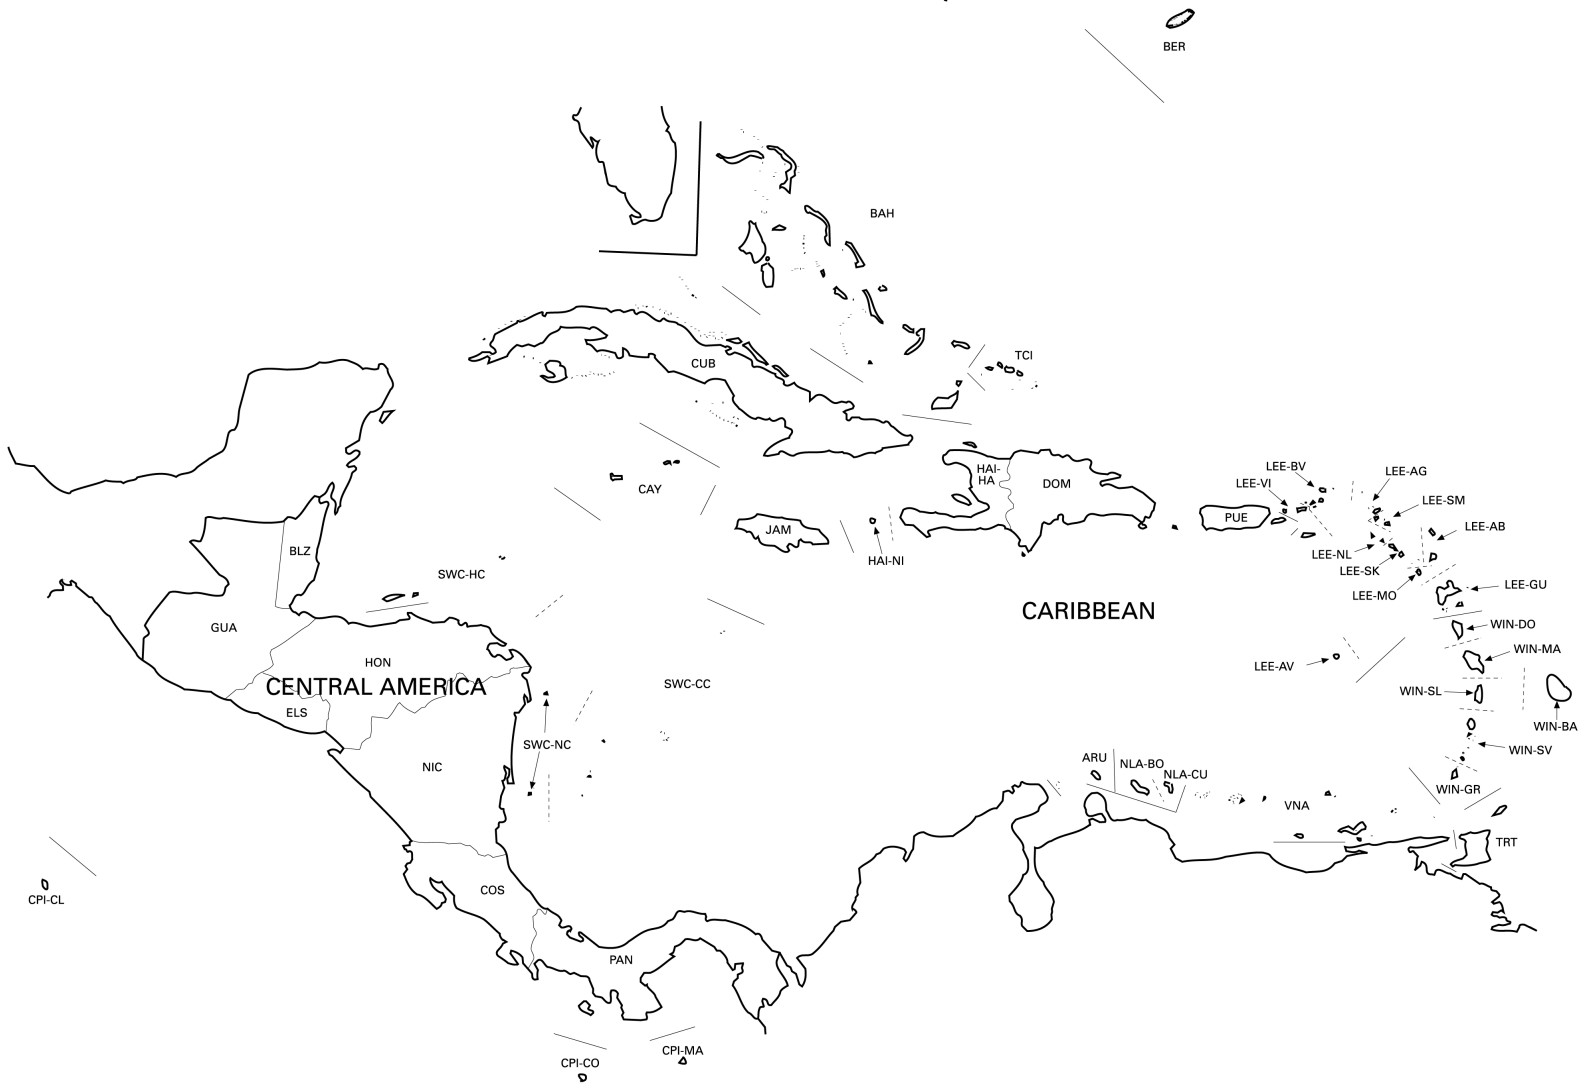 BER
BAH
TCI
CUB
CAY
HAI-
HA
DOM
LEE-BV
LEE-AG
LEE-VI
LEE-SM
PUE
LEE-AB
JAM
BLZ
LEE-NL
HAI-NI
LEE-SK
SWC-HC
LEE-GU
LEE-MO
CARIBBEAN
GUA
WIN-DO
WIN-MA
HON
LEE-AV
CENTRAL AMERICA
SWC-CC
WIN-SL
ELS
WIN-BA
SWC-NC
WIN-SV
ARU
NLA-BO
NIC
NLA-CU
WIN-GR
VNA
TRT
COS
CPI-CL
PAN
CPI-MA
CPI-CO